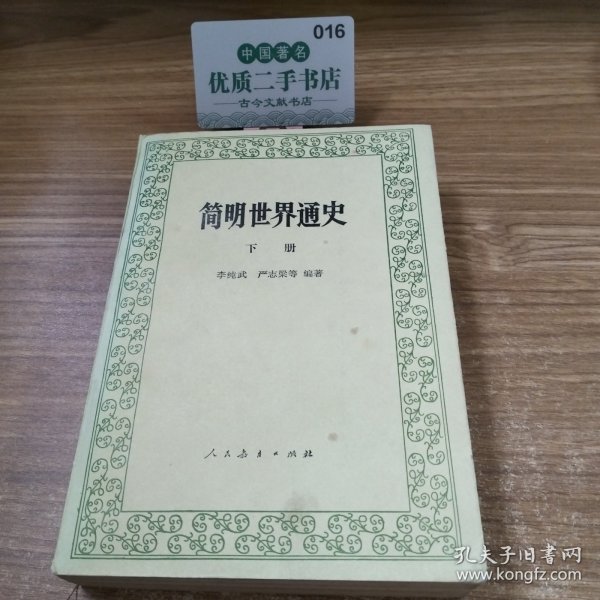 016
中国著名
优质二手书店
古今文献书店
简明世界通史
下 册
李纯武 严志梁等 编著
人民教育出版社
孔夫子旧书网
www.kongfz.com